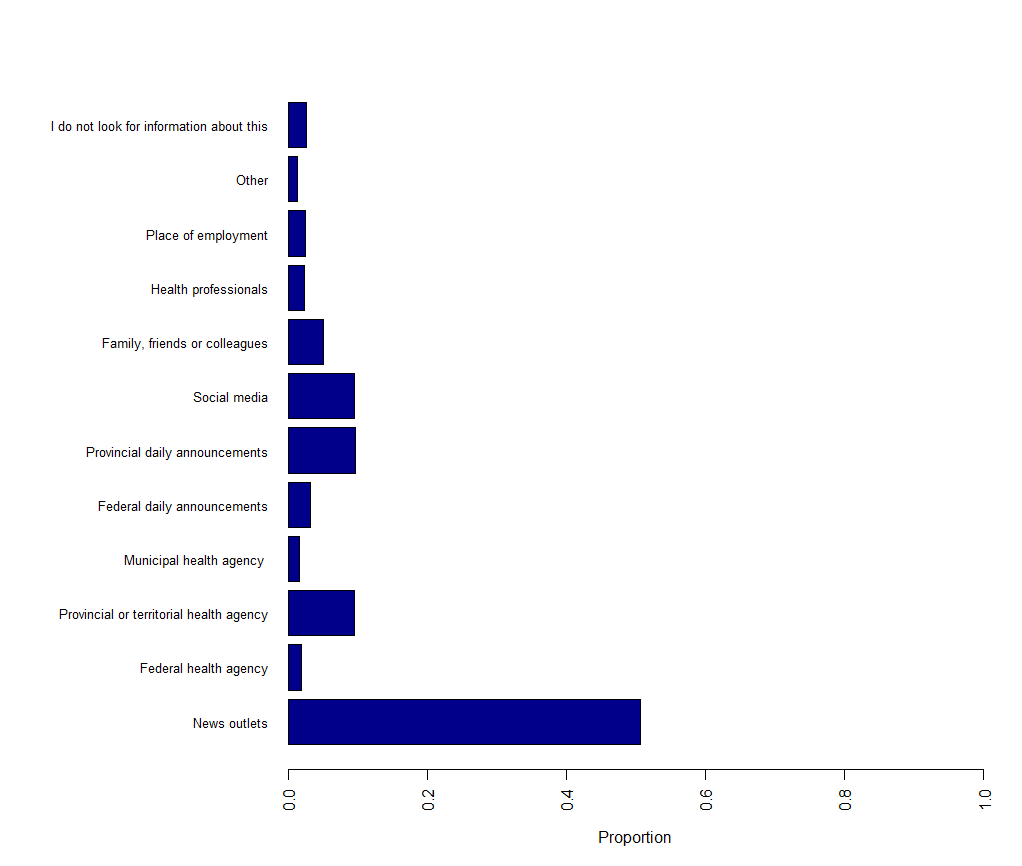 I do not look for information about this
Other
Place of employment
Health professionals
Family, friends or colleagues
Social media
Provincial daily announcements
Federal daily announcements
Municipal health agency
Provincial or territorial health agency
Federal health agency
News outlets
0.0 0.2 0.4 0.6 0.8 1.0
Proportion